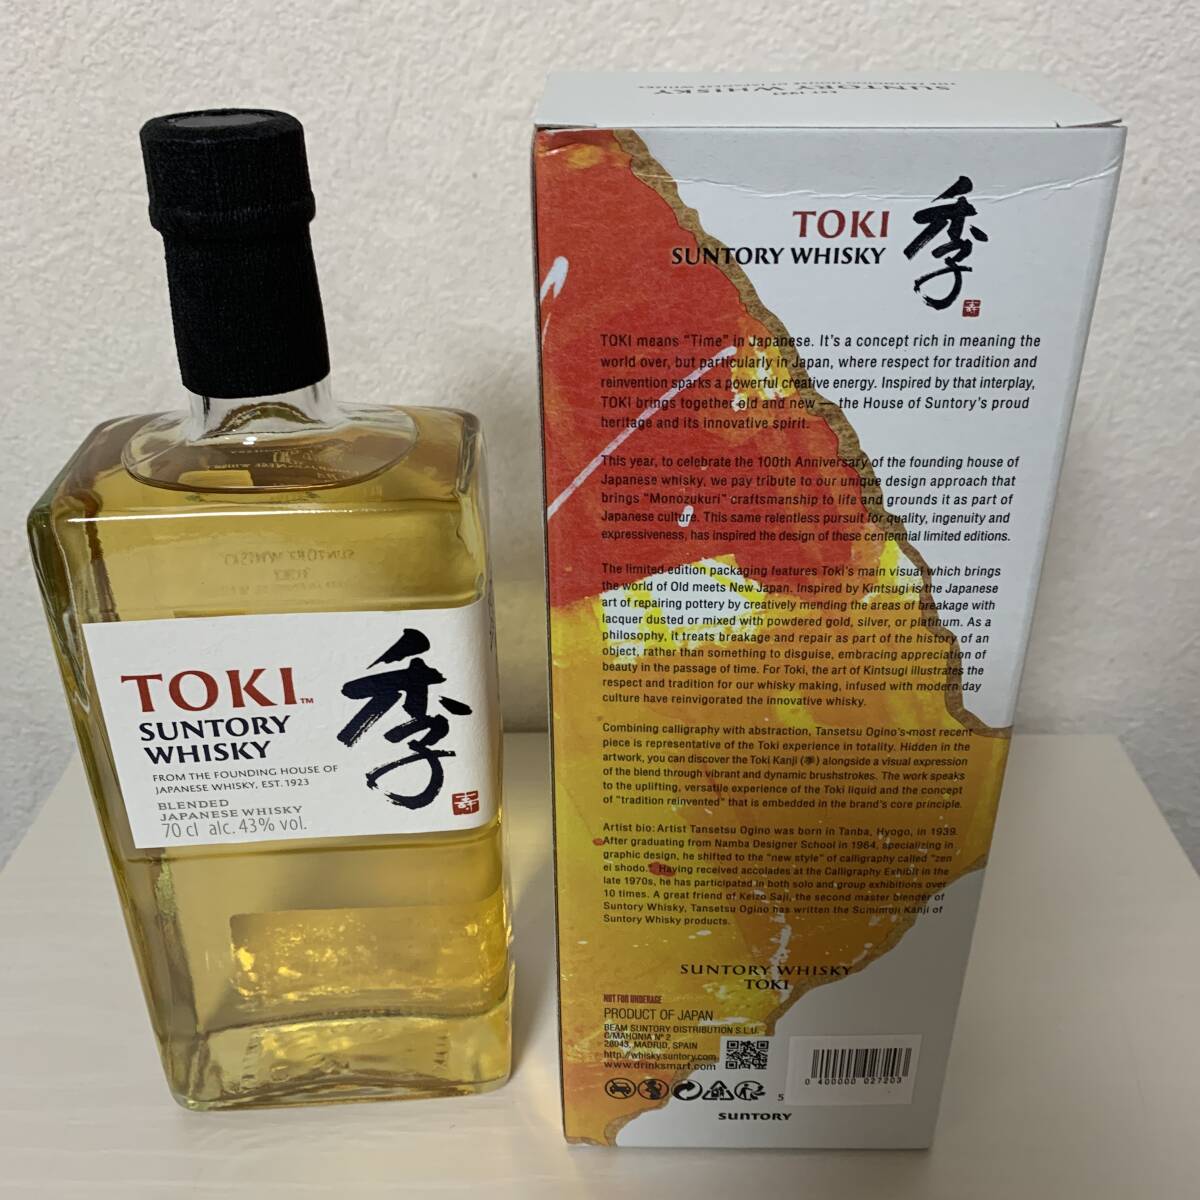 TOKI™
SUNTORY
WHISKY
季
FROM THE FOUNDING HOUSE OF
JAPANESE WHISKY, EST. 1923
BLENDED
JAPANESE WHISKY
70 cl alc. 43% vol.
SUNTORY WHISKY
THE FOUNDING HOUSE OF JAPANESE WHISKY
TOKI
SUNTORY WHISKY
季
TOKI means "Time" in Japanese. It's a concept rich in meaning the
world over, but particularly in Japan, where respect for tradition and
reinvention sparks a powerful creative energy. Inspired by that interplay,
TOKI brings together old and new — the House of Suntory's proud
heritage and its innovative spirit.
This year, to celebrate the 100th Anniversary of the founding house of
Japanese whisky, we pay tribute to our unique design approach that
brings "Monozukuri" craftsmanship to life and grounds it as part of
Japanese culture. This same relentless pursuit for quality, ingenuity and
expressiveness, has inspired the design of these centennial limited editions.
The limited edition packaging features Toki's main visual which brings
the world of Old meets New Japan. Inspired by Kintsugi is the Japanese
art of repairing pottery by creatively mending the areas of breakage with
lacquer dusted or mixed with powdered gold, silver, or platinum. As a
philosophy, it treats breakage and repair as part of the history of an
object, rather than something to disguise, embracing appreciation of
beauty in the passage of time. For Toki, the art of Kintsugi illustrates the
respect and tradition for our whisky making, infused with modern day
culture have reinvigorated the innovative whisky.
Combining calligraphy with abstraction, Tansetsu Ogino's most recent
piece is representative of the Toki experience in totality. Hidden in the
artwork, you can discover the Toki Kanji (季) alongside a visual expression
of the blend through vibrant and dynamic brushstrokes. The work speaks
to the uplifting, versatile experience of the Toki liquid and the concept
of "tradition reinvented" that is embedded in the brand's core principle.
Artist bio: Artist Tansetsu Ogino was born in Tanba, Hyogo, in 1939.
After graduating from Namba Designer School in 1964, specializing in
graphic design, he shifted to the "new style" of calligraphy called "zen
ei shodo." Having received accolades at the Calligraphy Exhibit in the
late 1970s, he has participated in both solo and group exhibitions over
10 times. A great friend of Keizo Saji, the second master blender of
Suntory Whisky, Tansetsu Ogino has written the Sumimoji Kanji of
Suntory Whisky products.
SUNTORY WHISKY
TOKI
NOT FOR UNDERAGE
PRODUCT OF JAPAN
BEAM SUNTORY DISTRIBUTION S.L.U.
C/MAHONIA Nº 2
28043, MADRID, SPAIN
http://whisky.suntory.com
www.drinksmart.com
5
0 400000 027203
SUNTORY